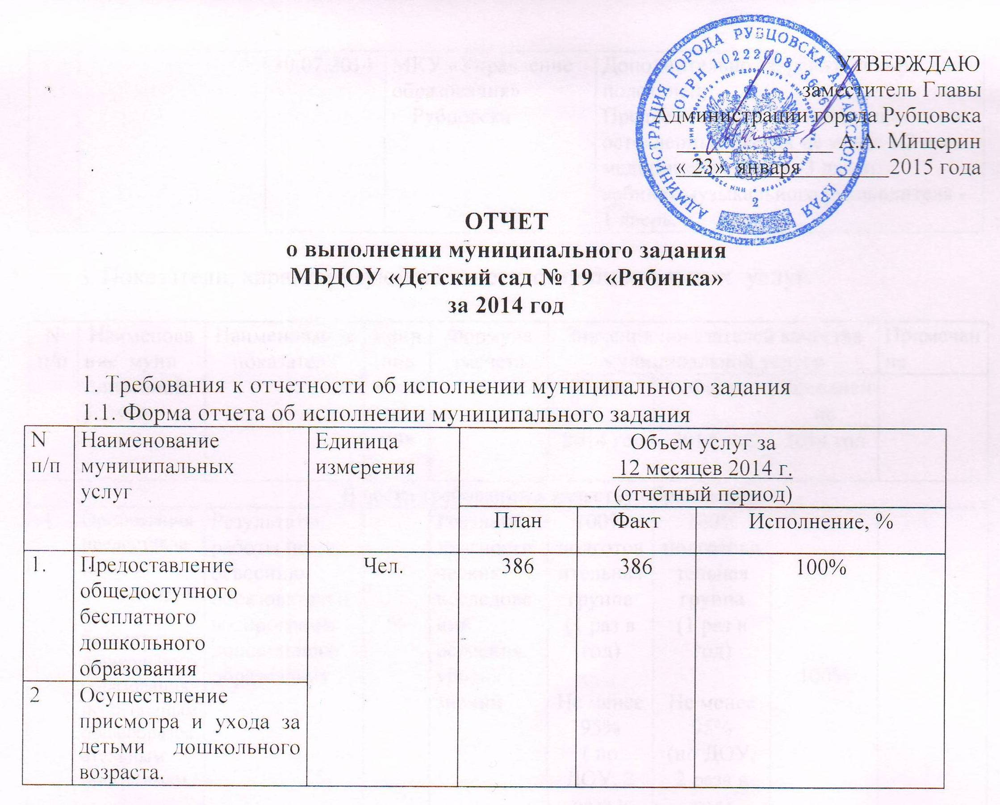 УТВЕРЖДАЮ
заместитель Главы
Администрации города Рубцовска
А.А. Мищерин
« 23» января 2015 года
АДМИНИСТРАЦИЯ ГОРОДА РУБЦОВСКА АЛТАЙСКОГО КРАЯ
2
ОТЧЕТ
о выполнении муниципального задания
МБДОУ «Детский сад № 19 «Рябинка»
за 2014 год
1. Требования к отчетности об исполнении муниципального задания
1.1. Форма отчета об исполнении муниципального задания
N
п/п
Наименование
муниципальных
услуг
Единица
измерения
Объем услуг за
12 месяцев 2014 г.
(отчетный период)
План
Факт
Исполнение, %
1.
Предоставление
общедоступного
бесплатного
дошкольного
образования
Чел.
386
386
100%
2
Осуществление
присмотра и ухода за
детьми дошкольного
возраста.